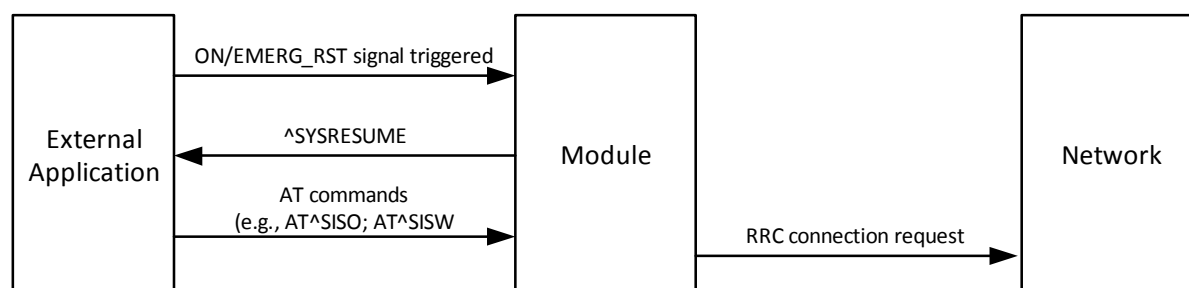 ON/EMERG_RST signal triggered
^SYSRESUME
External
Application
Module
Network
AT commands
(e.g., AT^SISO; AT^SISW
RRC connection request